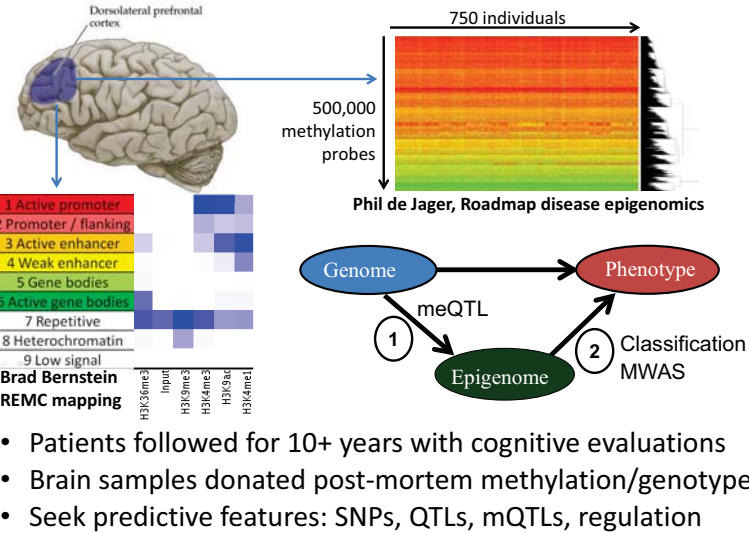 Dorsolateral prefrontal
cortex
750 individuals
500,000
methylation
probes
Phil de Jager, Roadmap disease epigenomics
1 Active promoter
2 Promoter / flanking
3 Active enhancer
4 Weak enhancer
5 Gene bodies
6 Active gene bodies
7 Repetitive
8 Heterochromatin
9 Low signal
Brad Bernstein
REMC mapping
H3K36me3
Input
H3K9me3
H3K4me3
H3K9ac
H3K4me1
Genome
Phenotype
meQTL
1
2
Classification
MWAS
Epigenome
• Patients followed for 10+ years with cognitive evaluations
• Brain samples donated post-mortem methylation/genotype
• Seek predictive features: SNPs, QTLs, mQTLs, regulation